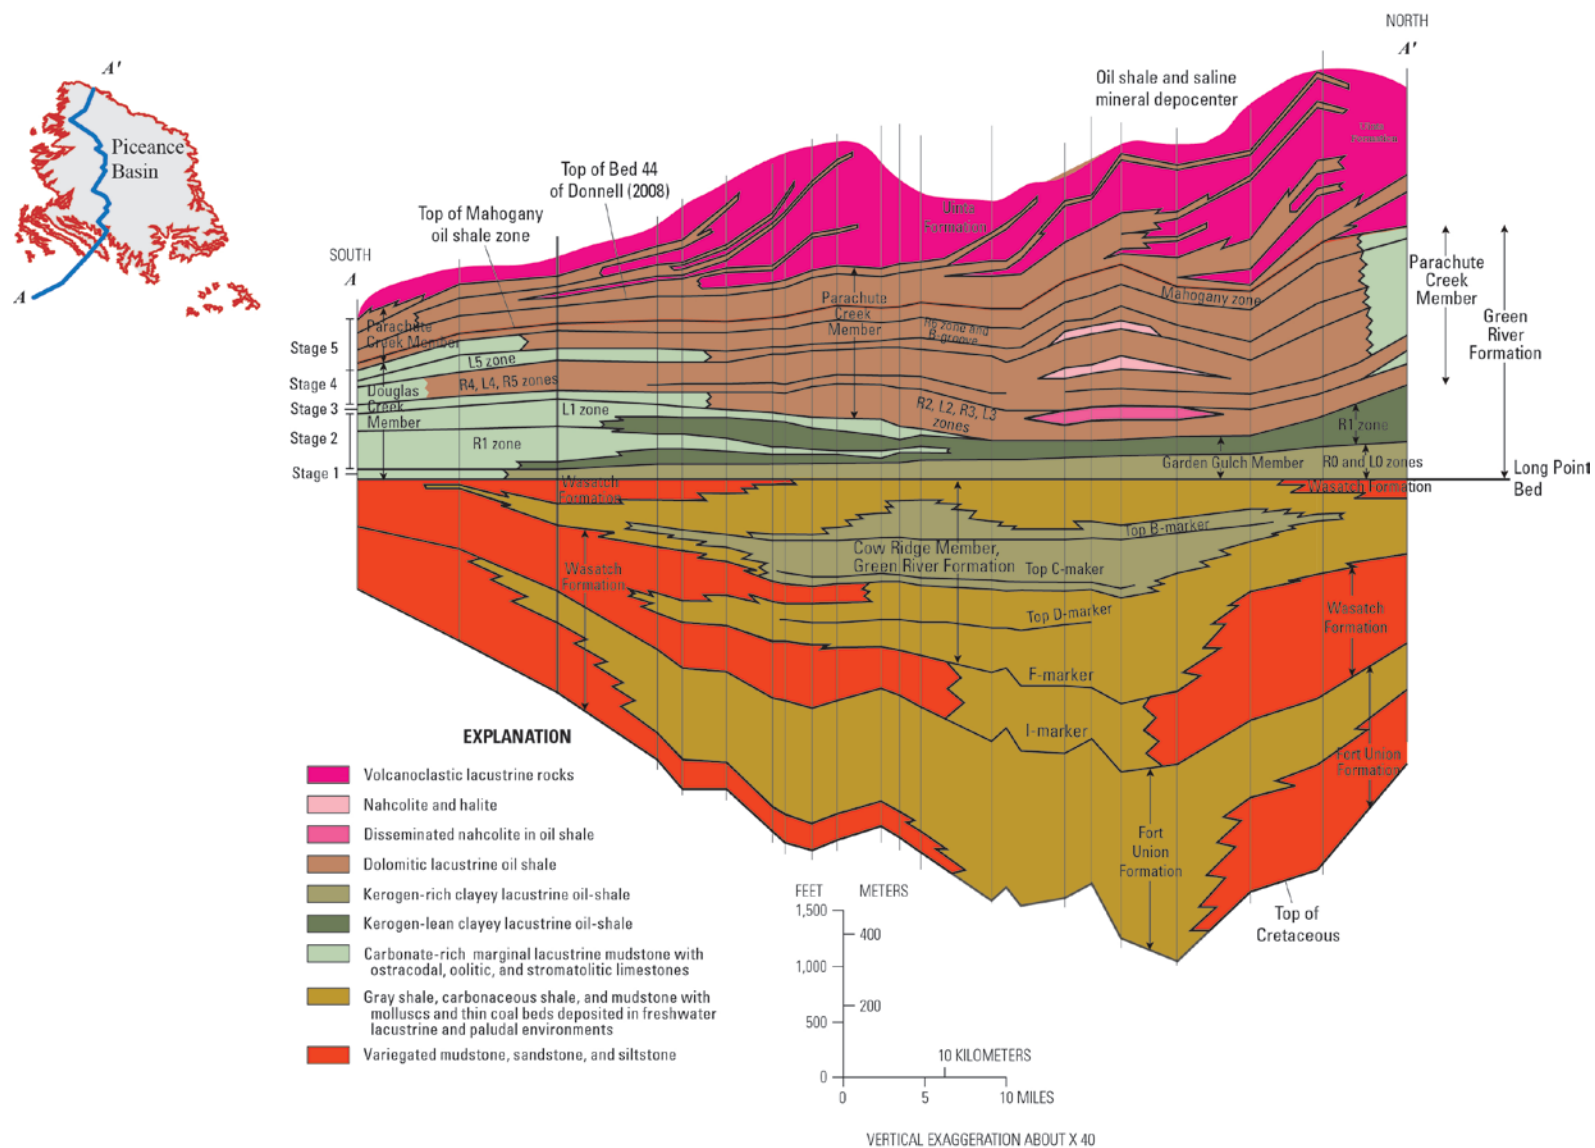 NORTH
A'
A'
Oil shale and saline
mineral depocenter
Piceance
Basin
A
Top of Bed 44
of Donnell (2008)
Top of Mahogany
oil shale zone
SOUTH
A
Uinta
Formation
Uinta
Formation
Parachute
Creek
Member
Green
River
Formation
Mahogany zone
Parachute
Creek
Member
R6 zone and
B-groove
Parachute
Creek Member
Stage 5
L5 zone
Stage 4
R4, L4, R5 zones
Douglas
Creek
Member
Stage 3
L1 zone
R2, L2, R3, L3
zones
Stage 2
R1 zone
R1 zone
Stage 1
Garden Gulch Member
R0 and L0 zones
Long Point
Bed
Wasatch
Formation
Wasatch Formation
Top B-marker
Cow Ridge Member,
Green River Formation
Top C-maker
Wasatch
Formation
Top D-marker
Wasatch
Formation
F-marker
I-marker
Fort Union
Formation
Fort
Union
Formation
Top of
Cretaceous
EXPLANATION
Volcanoclastic lacustrine rocks
Nahcolite and halite
Disseminated nahcolite in oil shale
Dolomitic lacustrine oil shale
Kerogen-rich clayey lacustrine oil-shale
Kerogen-lean clayey lacustrine oil-shale
Carbonate-rich marginal lacustrine mudstone with
ostracodal, oolitic, and stromatolitic limestones
Gray shale, carbonaceous shale, and mudstone with
molluscs and thin coal beds deposited in freshwater
lacustrine and paludal environments
Variegated mudstone, sandstone, and siltstone
FEET METERS
1,500
400
1,000
200
500
0
10 KILOMETERS
0 5 10 MILES
VERTICAL EXAGGERATION ABOUT X 40